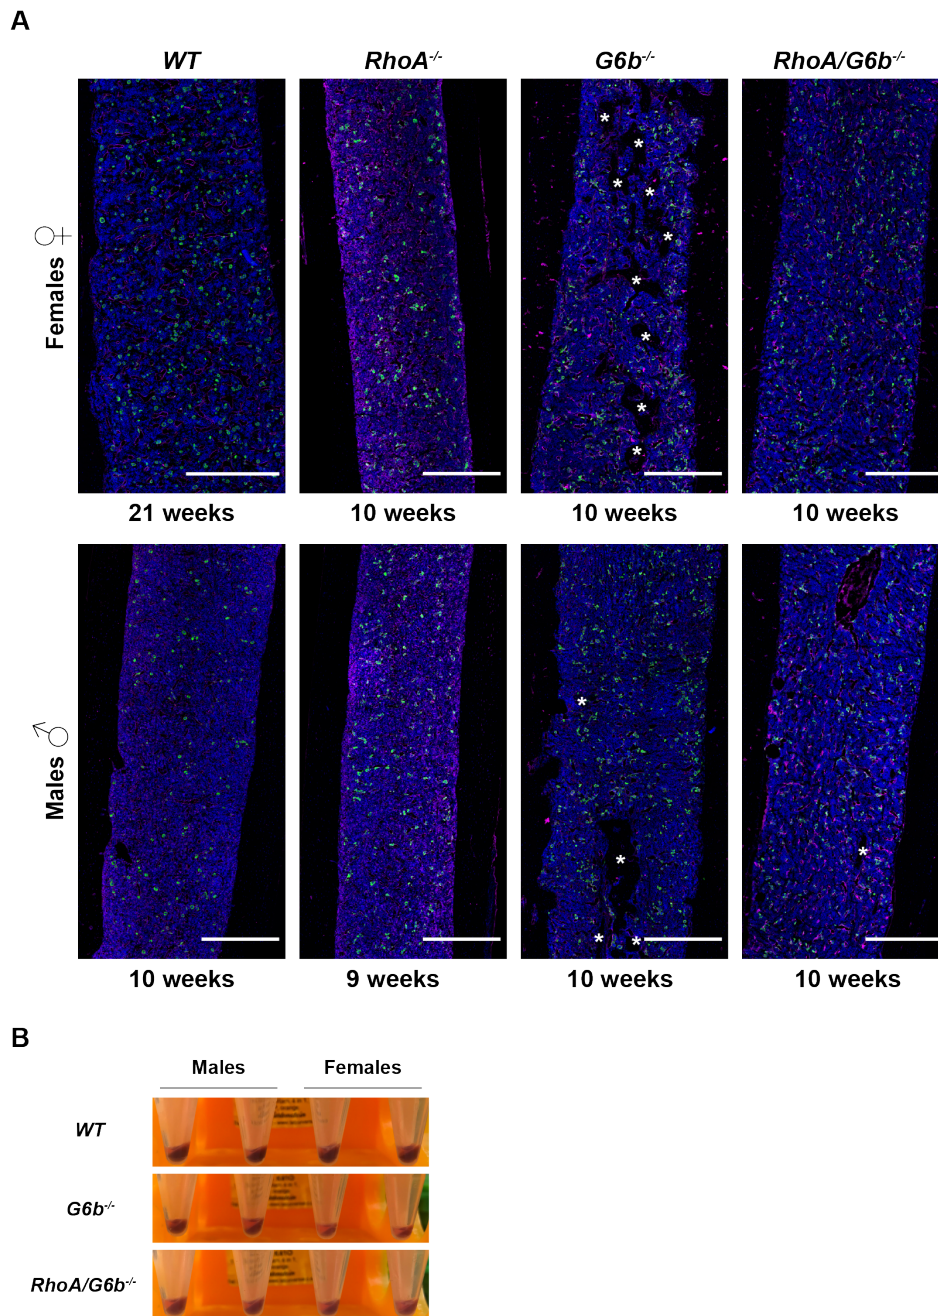 A
WT RhoA-/- G6b-/- RhoA/G6b-/-
Females ♀
* * * * * * * * *
21 weeks 10 weeks 10 weeks 10 weeks
Males ♂
* * * * *
10 weeks 9 weeks 10 weeks 10 weeks
B
Males Females
WT
G6b-/-
RhoA/G6b-/-